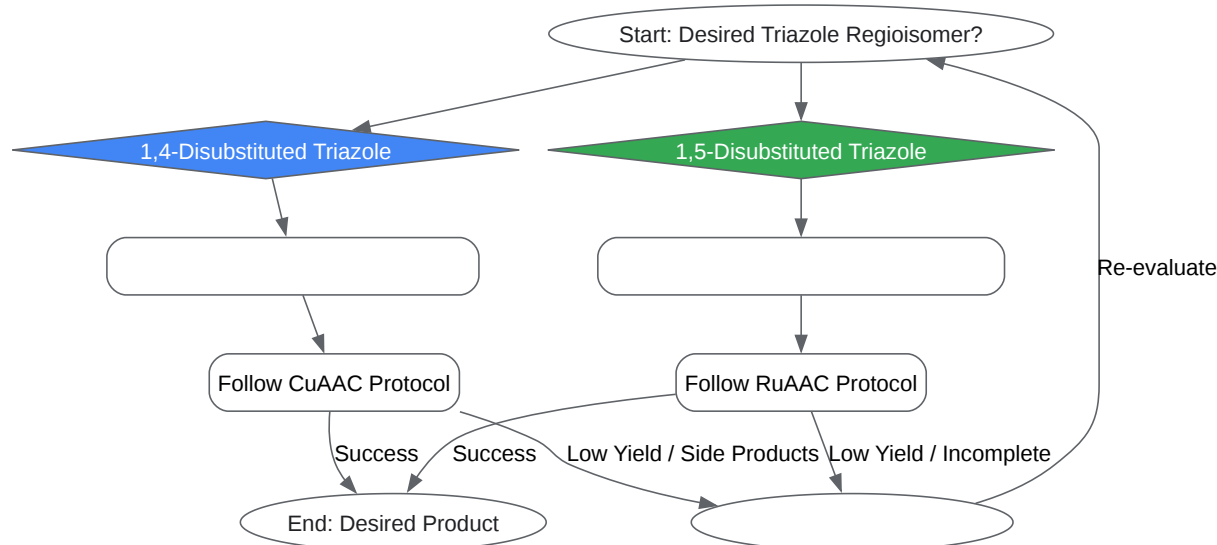 Start: Desired Triazole Regioisomer?
1,4-Disubstituted Triazole
1,5-Disubstituted Triazole
Re-evaluate
Follow CuAAC Protocol
Follow RuAAC Protocol
Success
Success
Low Yield / Side Products
Low Yield / Incomplete
End: Desired Product